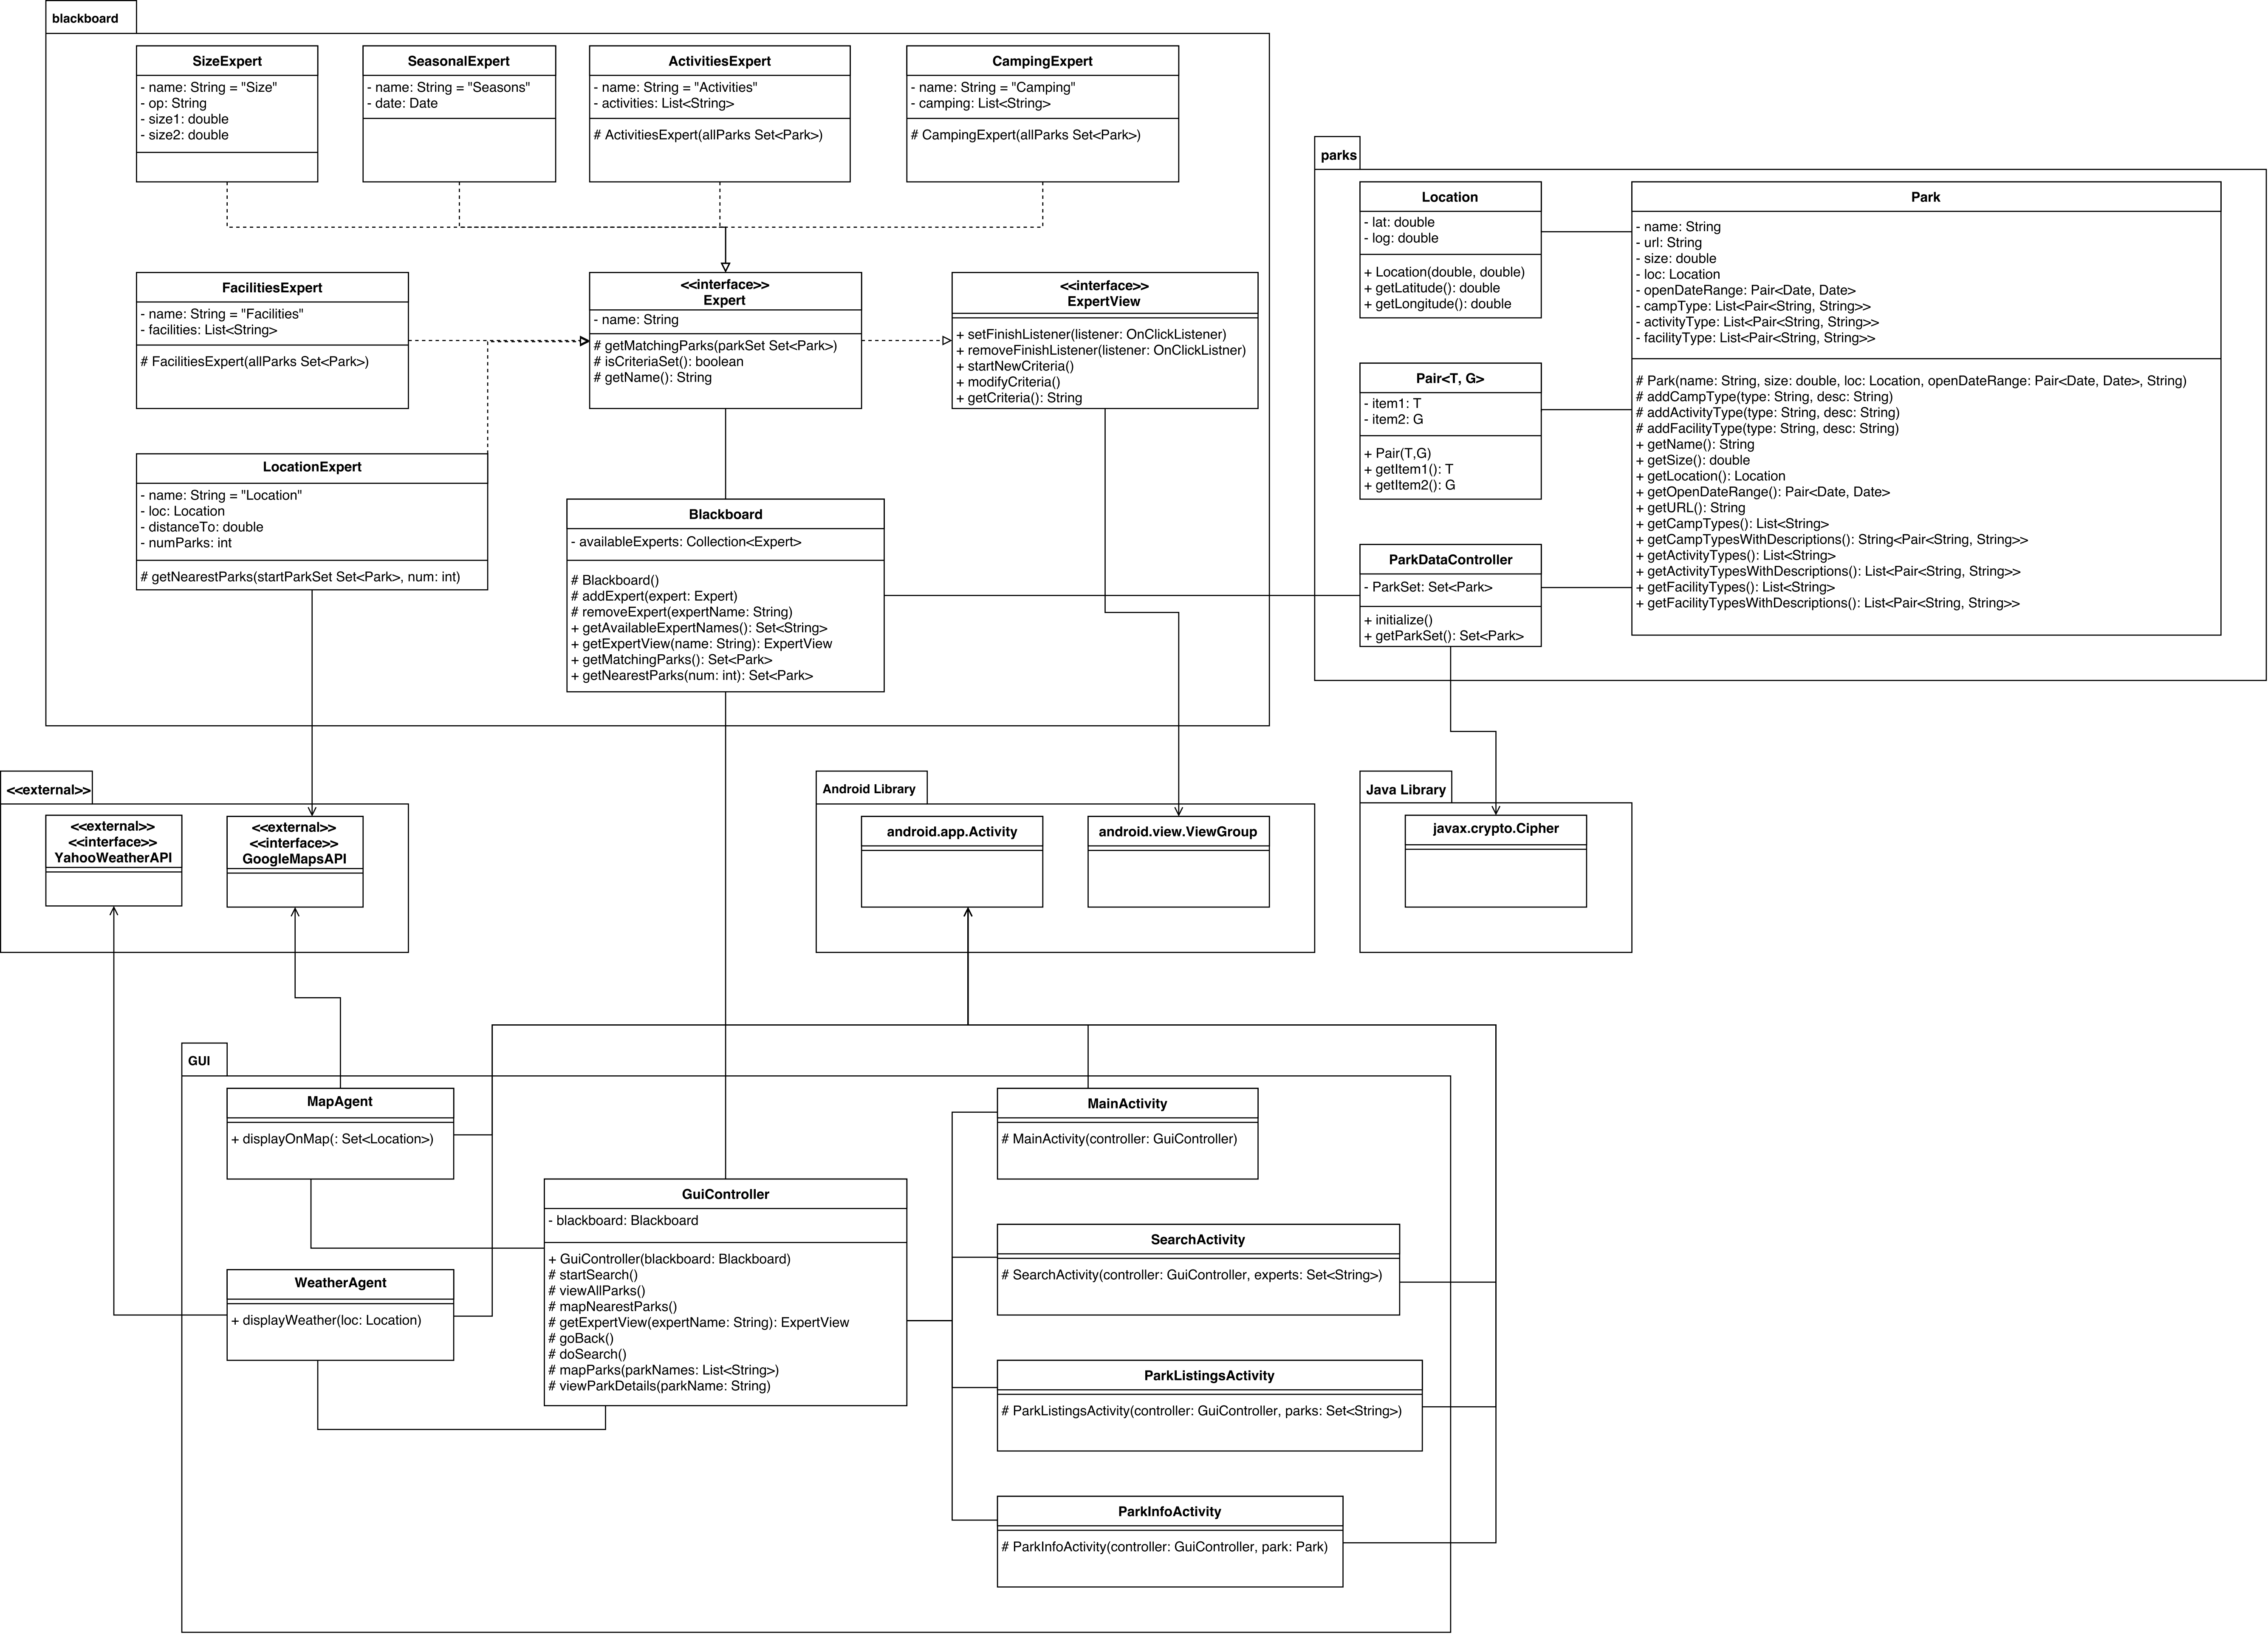 blackboard
SizeExpert
- name: String = "Size"
- op: String
- size1: double
- size2: double
SeasonalExpert
- name: String = "Seasons"
- date: Date
ActivitiesExpert
- name: String = "Activities"
- activities: List<String>
# ActivitiesExpert(allParks Set<Park>)
CampingExpert
- name: String = "Camping"
- camping: List<String>
# CampingExpert(allParks Set<Park>)
FacilitiesExpert
- name: String = "Facilities"
- facilities: List<String>
# FacilitiesExpert(allParks Set<Park>)
<<interface>>
Expert
- name: String
# getMatchingParks(parkSet Set<Park>)
# isCriteriaSet(): boolean
# getName(): String
<<interface>>
ExpertView
+ setFinishListener(listener: OnClickListener)
+ removeFinishListener(listener: OnClickListner)
+ startNewCriteria()
+ modifyCriteria()
+ getCriteria(): String
LocationExpert
- name: String = "Location"
- loc: Location
- distanceTo: double
- numParks: int
# getNearestParks(startParkSet Set<Park>, num: int)
Blackboard
- availableExperts: Collection<Expert>
# Blackboard()
# addExpert(expert: Expert)
# removeExpert(expertName: String)
+ getAvailableExpertNames(): Set<String>
+ getExpertView(name: String): ExpertView
+ getMatchingParks(): Set<Park>
+ getNearestParks(num: int): Set<Park>
parks
Location
- lat: double
- log: double
+ Location(double, double)
+ getLatitude(): double
+ getLongitude(): double
Pair<T, G>
- item1: T
- item2: G
+ Pair(T,G)
+ getItem1(): T
+ getItem2(): G
ParkDataController
- ParkSet: Set<Park>
+ initialize()
+ getParkSet(): Set<Park>
Park
- name: String
- url: String
- size: double
- loc: Location
- openDateRange: Pair<Date, Date>
- campType: List<Pair<String, String>>
- activityType: List<Pair<String, String>>
- facilityType: List<Pair<String, String>>
# Park(name: String, size: double, loc: Location, openDateRange: Pair<Date, Date>, String)
# addCampType(type: String, desc: String)
# addActivityType(type: String, desc: String)
# addFacilityType(type: String, desc: String)
+ getName(): String
+ getSize(): double
+ getLocation(): Location
+ getOpenDateRange(): Pair<Date, Date>
+ getURL(): String
+ getCampTypes(): List<String>
+ getCampTypesWithDescriptions(): String<Pair<String, String>>
+ getActivityTypes(): List<String>
+ getActivityTypesWithDescriptions(): List<Pair<String, String>>
+ getFacilityTypes(): List<String>
+ getFacilityTypesWithDescriptions(): List<Pair<String, String>>
<<external>>
<<external>>
<<interface>>
YahooWeatherAPI
<<external>>
<<interface>>
GoogleMapsAPI
Android Library
android.app.Activity
android.view.ViewGroup
Java Library
javax.crypto.Cipher
GUI
MapAgent
+ displayOnMap(: Set<Location>)
WeatherAgent
+ displayWeather(loc: Location)
GuiController
- blackboard: Blackboard
+ GuiController(blackboard: Blackboard)
# startSearch()
# viewAllParks()
# mapNearestParks()
# getExpertView(expertName: String): ExpertView
# goBack()
# doSearch()
# mapParks(parkNames: List<String>)
# viewParkDetails(parkName: String)
MainActivity
# MainActivity(controller: GuiController)
SearchActivity
# SearchActivity(controller: GuiController, experts: Set<String>)
ParkListingsActivity
# ParkListingsActivity(controller: GuiController, parks: Set<String>)
ParkInfoActivity
# ParkInfoActivity(controller: GuiController, park: Park)